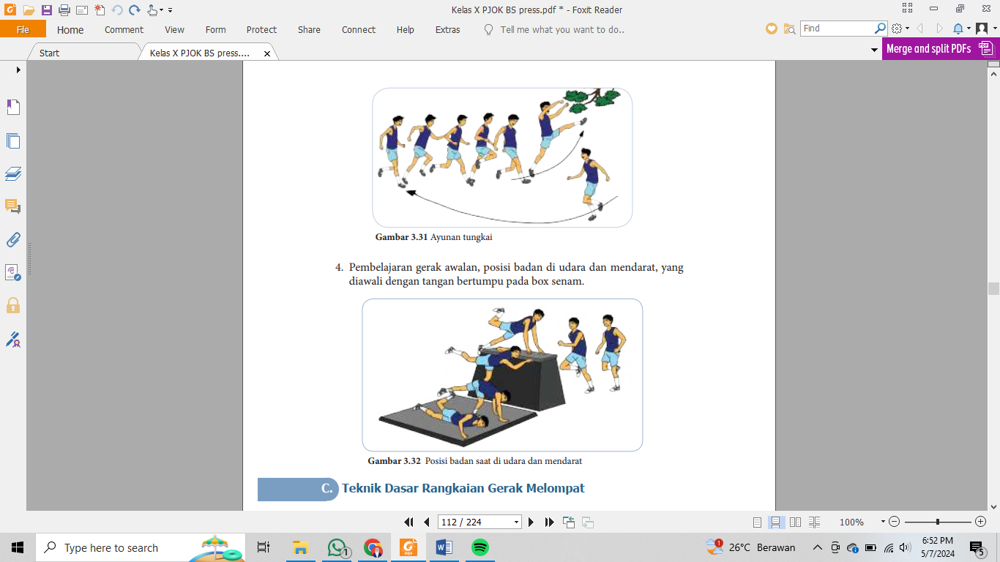 Kelas X PJOK BS press.pdf * - Foxit Reader
File Home Comment View Form Protect Share Connect Help Extras Tell me what you want to do.. Find
Start Kelas X PJOK BS press.... × Merge and split PDFs
Gambar 3.31 Ayunan tungkai
4. Pembelajaran gerak awalan, posisi badan di udara dan mendarat, yang
diawali dengan tangan bertumpu pada box senam.
Gambar 3.32 Posisi badan saat di udara dan mendarat
C. Teknik Dasar Rangkaian Gerak Melompat
112 / 224 100%
Type here to search 1 PDF 1 26°C Berawan 6:52 PM
5/7/2024 5